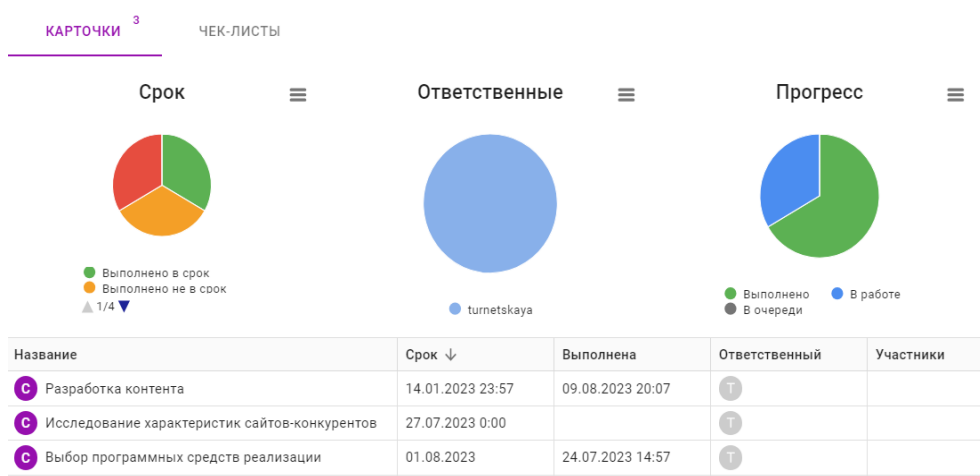 КАРТОЧКИ 3 ЧЕК-ЛИСТЫ
Срок Ответственные Прогресс
Выполнено в срок
Выполнено не в срок
1/4
turnetskaya
Выполнено В работе
В очереди
Название Срок Выполнена Ответственный Участники
С Разработка контента 14.01.2023 23:57 09.08.2023 20:07 Т
С Исследование характеристик сайтов-конкурентов 27.07.2023 0:00 Т
С Выбор программных средств реализации 01.08.2023 24.07.2023 14:57 Т